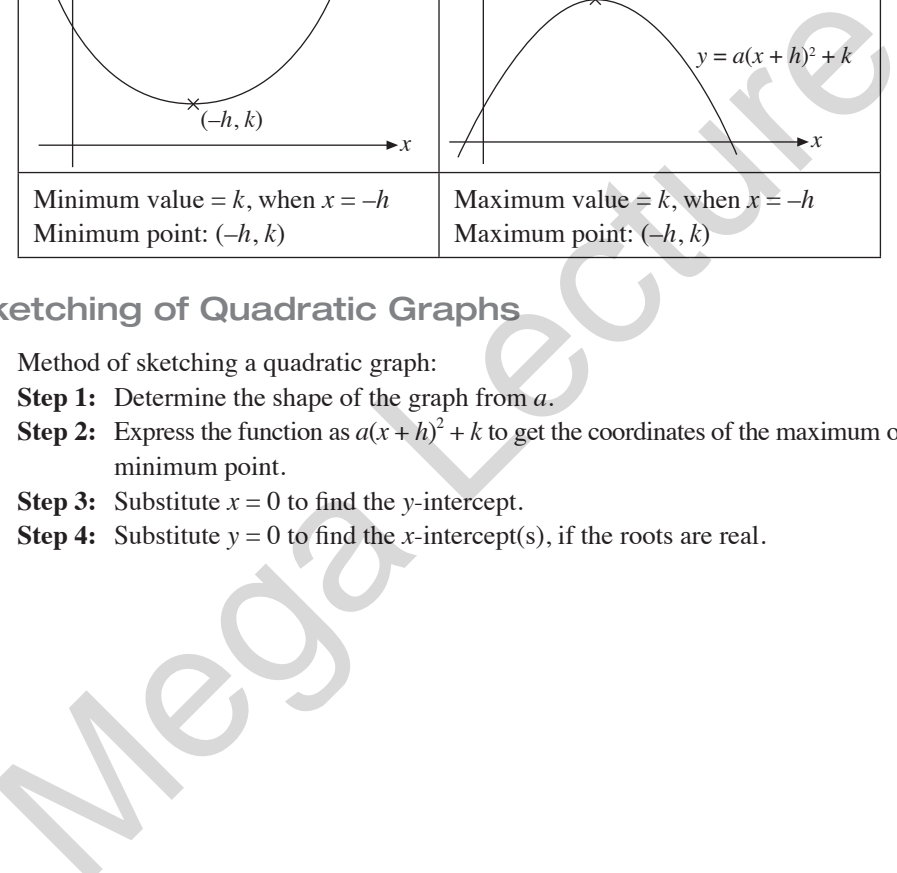 y = a(x + h)² + k
(–h, k)
x
x
Minimum value = k, when x = –h
Minimum point: (–h, k)
Maximum value = k, when x = –h
Maximum point: (–h, k)
ketching of Quadratic Graphs
Method of sketching a quadratic graph:
Step 1: Determine the shape of the graph from a.
Step 2: Express the function as a(x + h)² + k to get the coordinates of the maximum o
minimum point.
Step 3: Substitute x = 0 to find the y-intercept.
Step 4: Substitute y = 0 to find the x-intercept(s), if the roots are real.
Mega Lecture